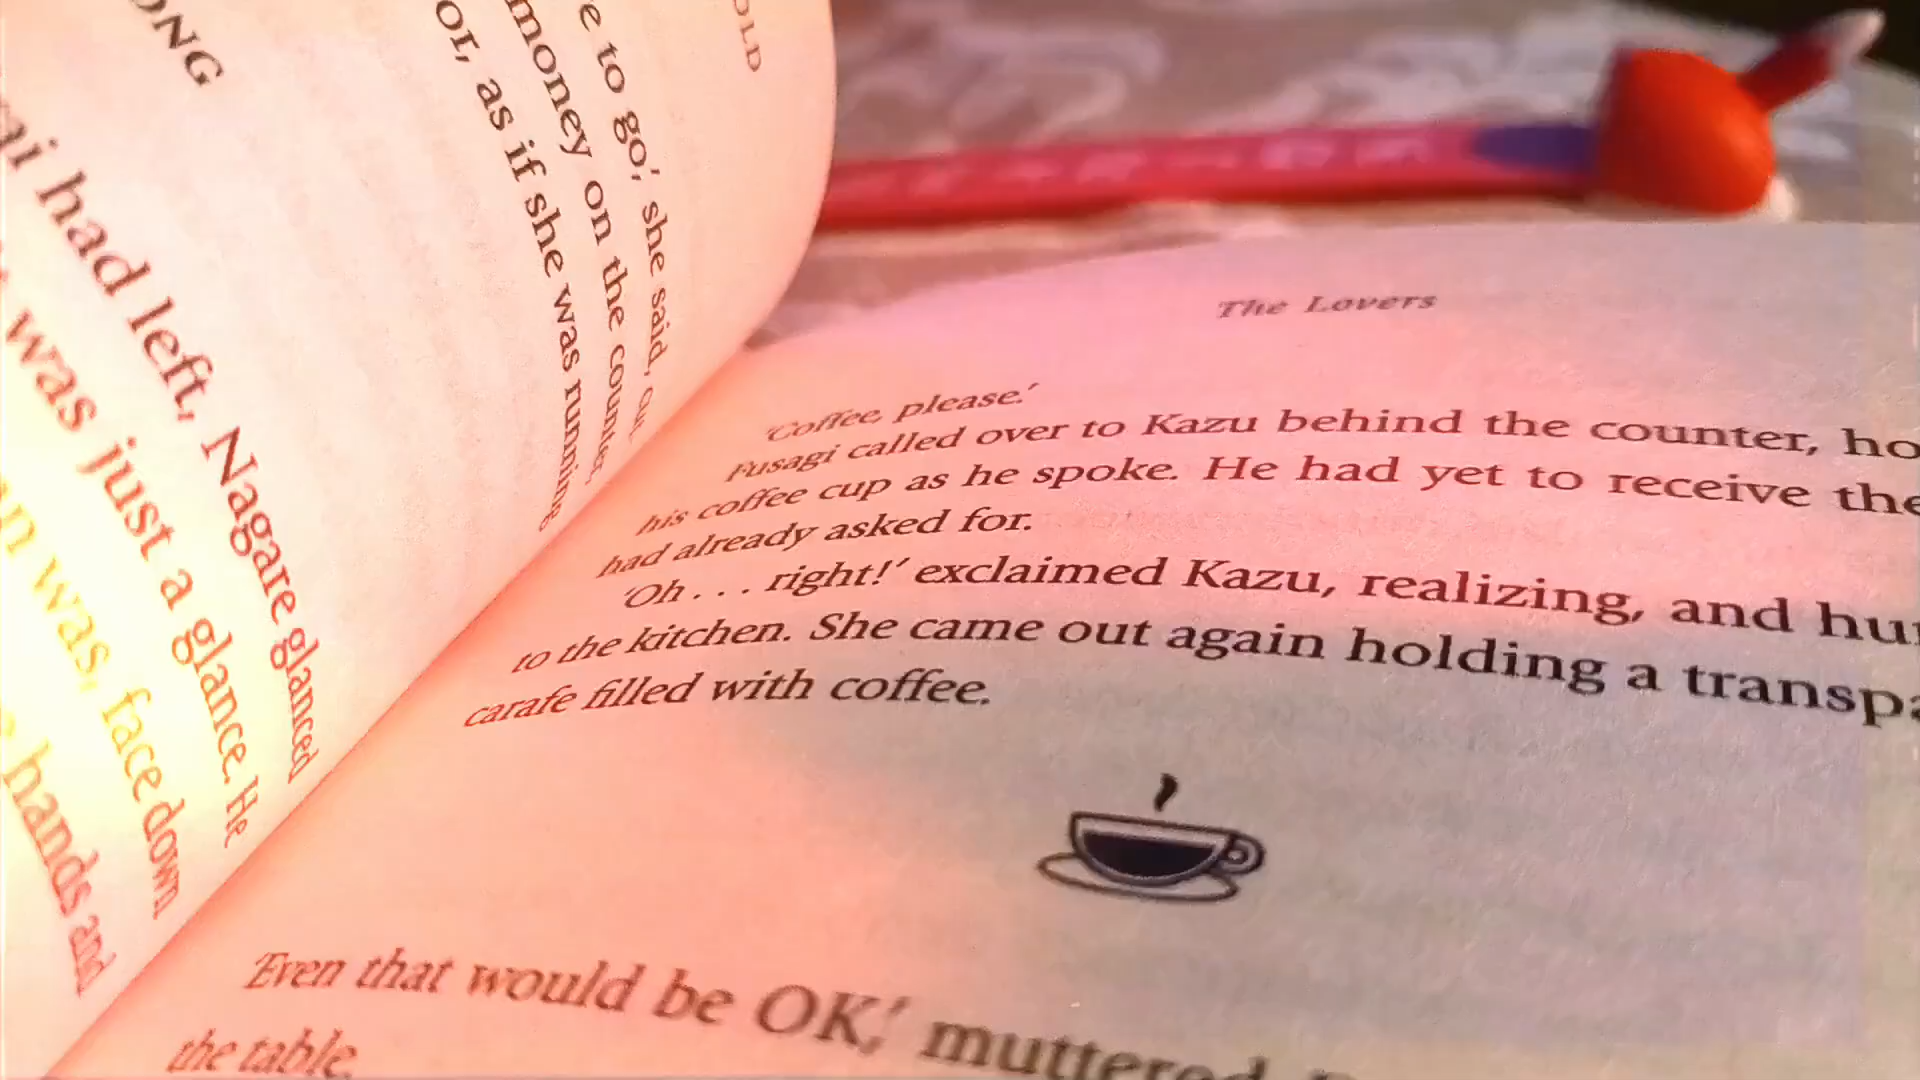 OLD
e to go,' she said, 
money on the counter,
or, as if she was running
ONG
had left, Nagare glanced
was just a glance. He
was, face down
hands and
The Lovers
'Coffee, please.'
Fusagi called over to Kazu behind the counter, ho
his coffee cup as he spoke. He had yet to receive the
had already asked for.
'Oh . . . right!' exclaimed Kazu, realizing, and hur
to the kitchen. She came out again holding a transpa
carafe filled with coffee.
'Even that would be OK,' muttered
the table.